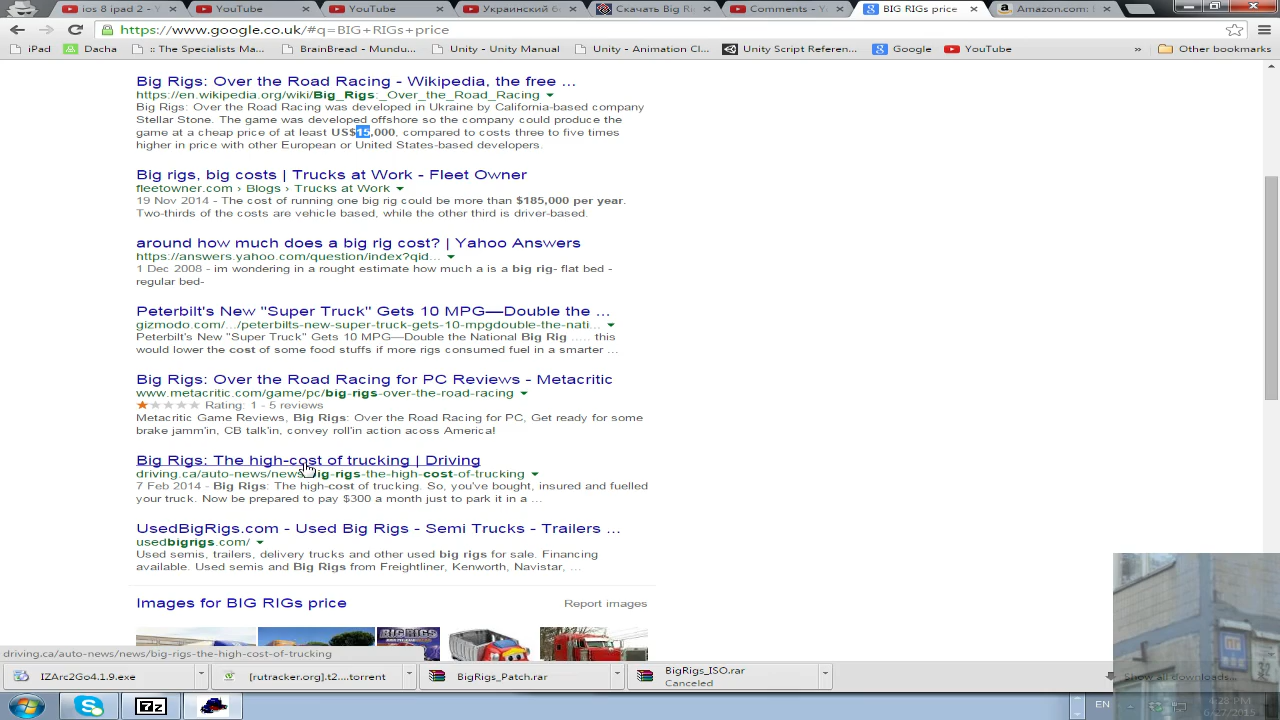 ios 8 ipad 2 - Y
YouTube
YouTube
Украинский б
Скачать Big Ri
Comments - Yo
BIG RIGs price
Amazon.com: B
https://www.google.co.uk/#q=BIG+RIGs+price
iPad
Dacha
:: The Specialists Ma...
BrainBread - Mundu...
Unity - Unity Manual
Unity - Animation Cl...
Unity Script Referen...
Google
YouTube
»
Other bookmarks
Big Rigs: Over the Road Racing - Wikipedia, the free ...
https://en.wikipedia.org/wiki/Big_Rigs:_Over_the_Road_Racing
Big Rigs: Over the Road Racing was developed in Ukraine by California-based company
Stellar Stone. The game was developed offshore so the company could produce the
game at a cheap price of at least US$15,000, compared to costs three to five times
higher in price with other European or United States-based developers.
Big rigs, big costs | Trucks at Work - Fleet Owner
fleetowner.com › Blogs › Trucks at Work
19 Nov 2014 - The cost of running one big rig could be more than $185,000 per year.
Two-thirds of the costs are vehicle based, while the other third is driver-based.
around how much does a big rig cost? | Yahoo Answers
https://answers.yahoo.com/question/index?qid...
1 Dec 2008 - im wondering in a rought estimate how much a is a big rig- flat bed -
regular bed-
Peterbilt's New "Super Truck" Gets 10 MPG—Double the ...
gizmodo.com/.../peterbilts-new-super-truck-gets-10-mpgdouble-the-nati...
Peterbilt's New "Super Truck" Gets 10 MPG—Double the National Big Rig ..... this
would lower the cost of some food stuffs if more rigs consumed fuel in a smarter ...
Big Rigs: Over the Road Racing for PC Reviews - Metacritic
www.metacritic.com/game/pc/big-rigs-over-the-road-racing
Rating: 1 - 5 reviews
Metacritic Game Reviews, Big Rigs: Over the Road Racing for PC, Get ready for some
brake jamm'in, CB talk'in, convey roll'in action acoss America!
Big Rigs: The high-cost of trucking | Driving
driving.ca/auto-news/news/big-rigs-the-high-cost-of-trucking
7 Feb 2014 - Big Rigs: The high-cost of trucking. So, you've bought, insured and fuelled
your truck. Now be prepared to pay $300 a month just to park it in a ...
UsedBigRigs.com - Used Big Rigs - Semi Trucks - Trailers ...
usedbigrigs.com/
Used semis, trailers, delivery trucks and other used big rigs for sale. Financing
available. Used semis and Big Rigs from Freightliner, Kenworth, Navistar, ...
Images for BIG RIGs price
Report images
BIGRIGS
driving.ca/auto-news/news/big-rigs-the-high-cost-of-trucking
IZArc2Go4.1.9.exe
[rutracker.org].t2....torrent
BigRigs_Patch.rar
BigRigs_ISO.rar
Canceled
Show all downloads...
7z
EN
4:28 PM
6/27/2015